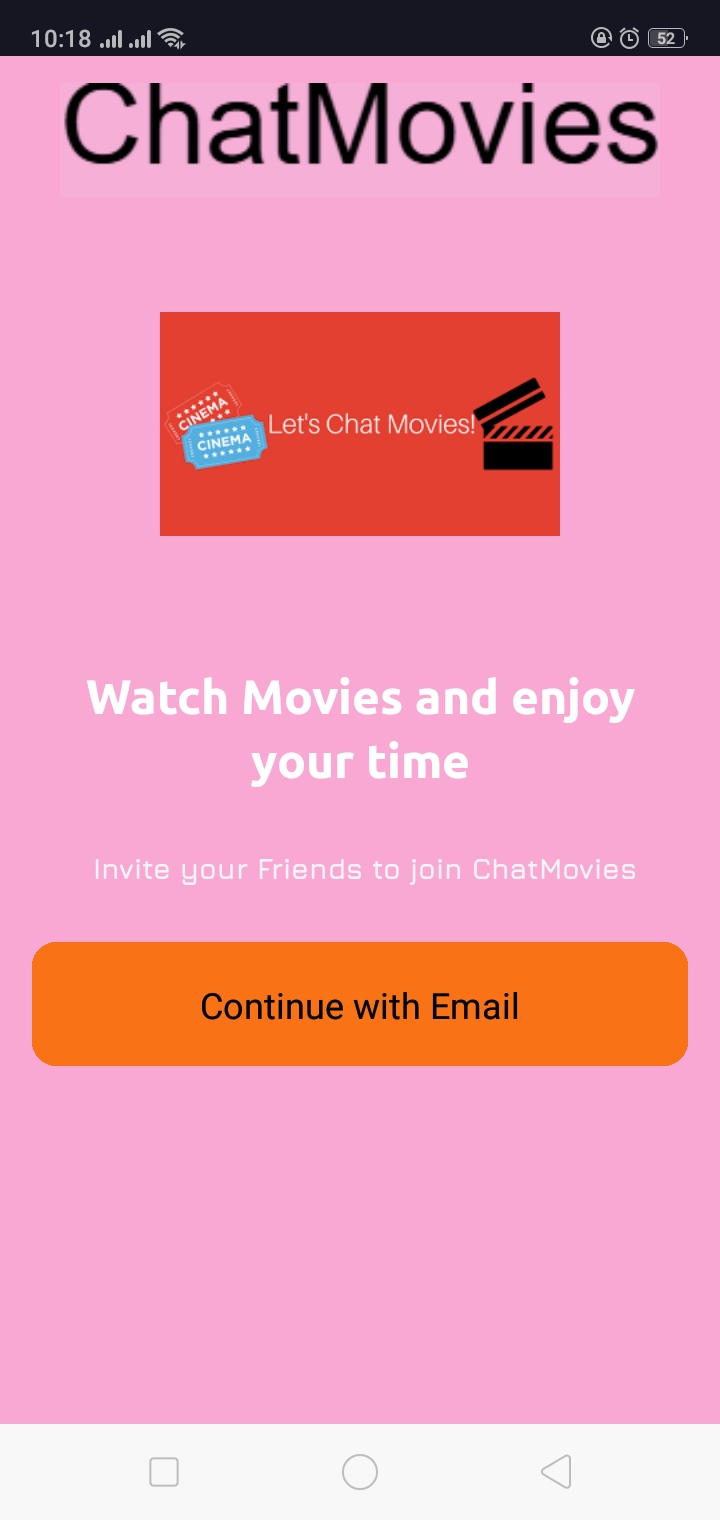 10:18
52
ChatMovies
CINEMA
CINEMA
Let's Chat Movies!
Watch Movies and enjoy
your time
Invite your Friends to join ChatMovies
Continue with Email